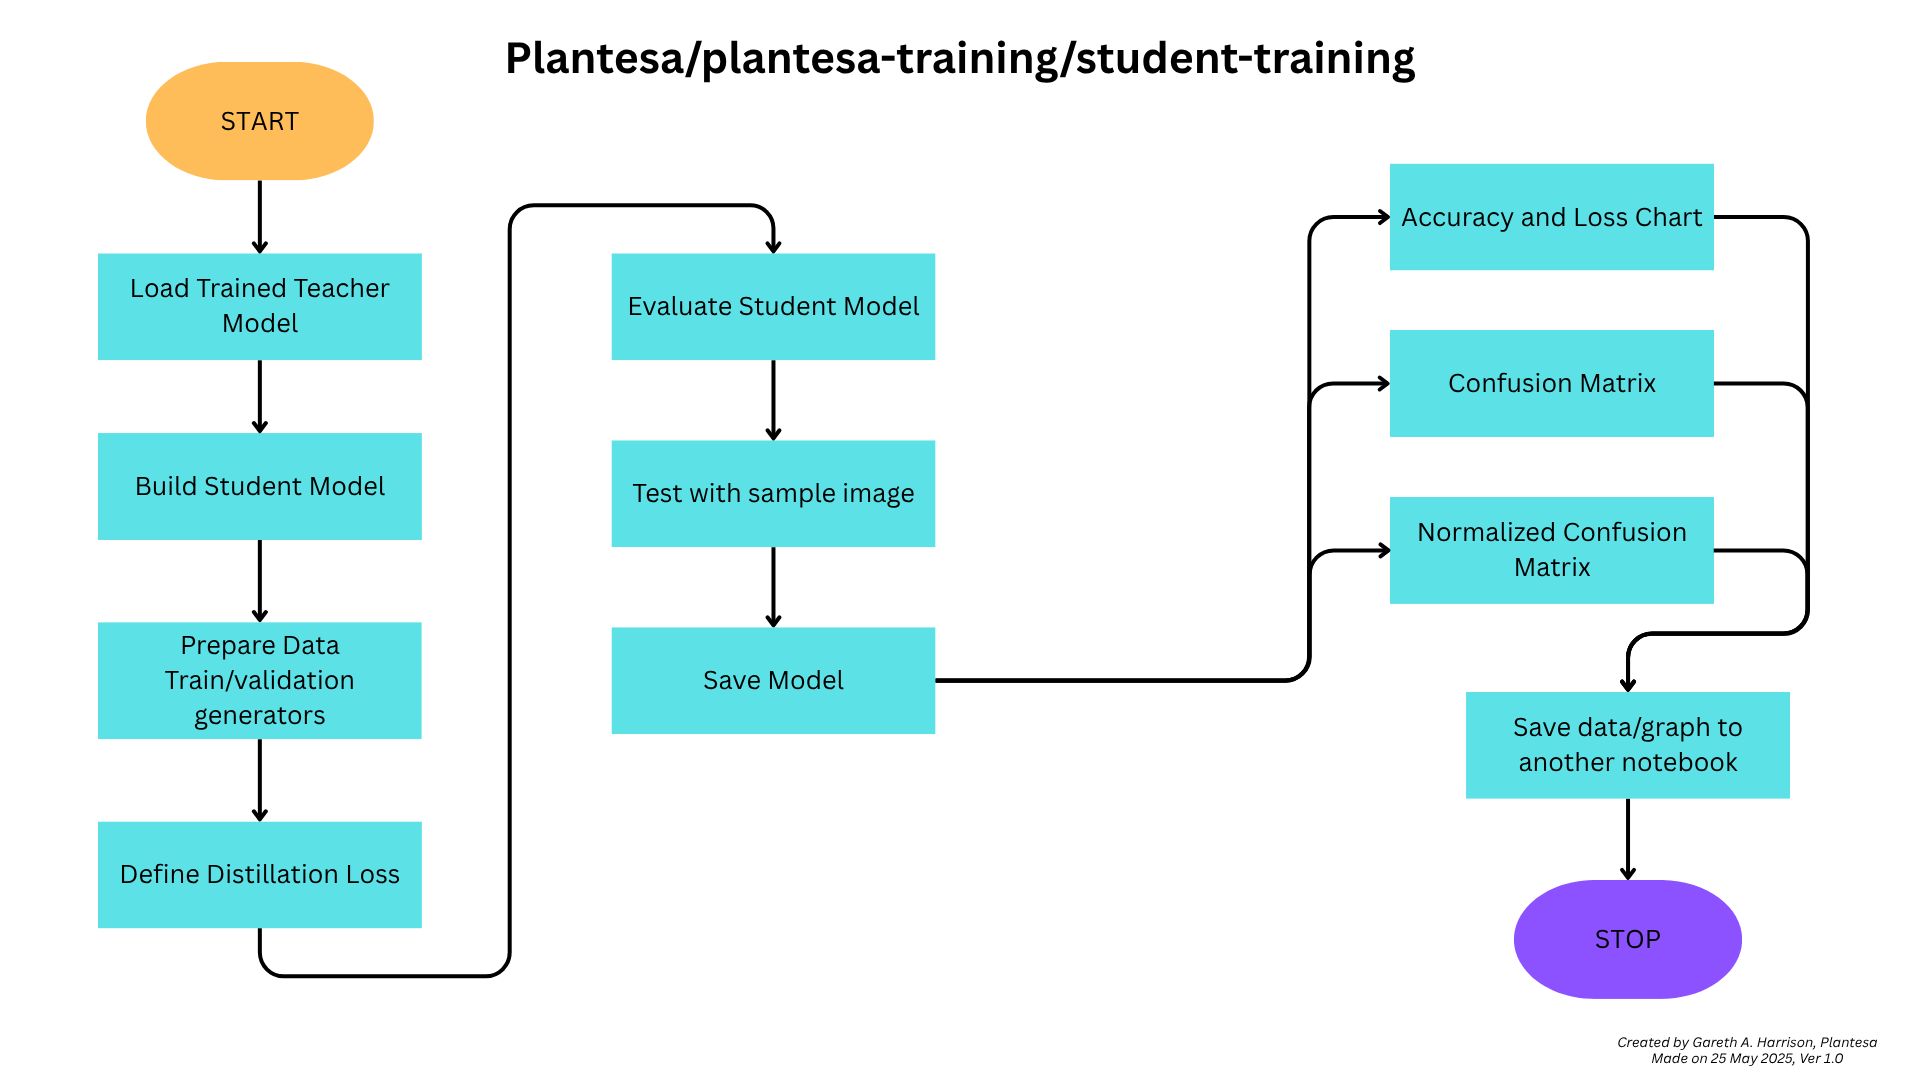 Plantesa/plantesa-training/student-training
START
Load Trained Teacher
Model
Build Student Model
Prepare Data
Train/validation
generators
Define Distillation Loss
Evaluate Student Model
Test with sample image
Save Model
Accuracy and Loss Chart
Confusion Matrix
Normalized Confusion
Matrix
Save data/graph to
another notebook
STOP
Created by Gareth A. Harrison, Plantesa
Made on 25 May 2025, Ver 1.0